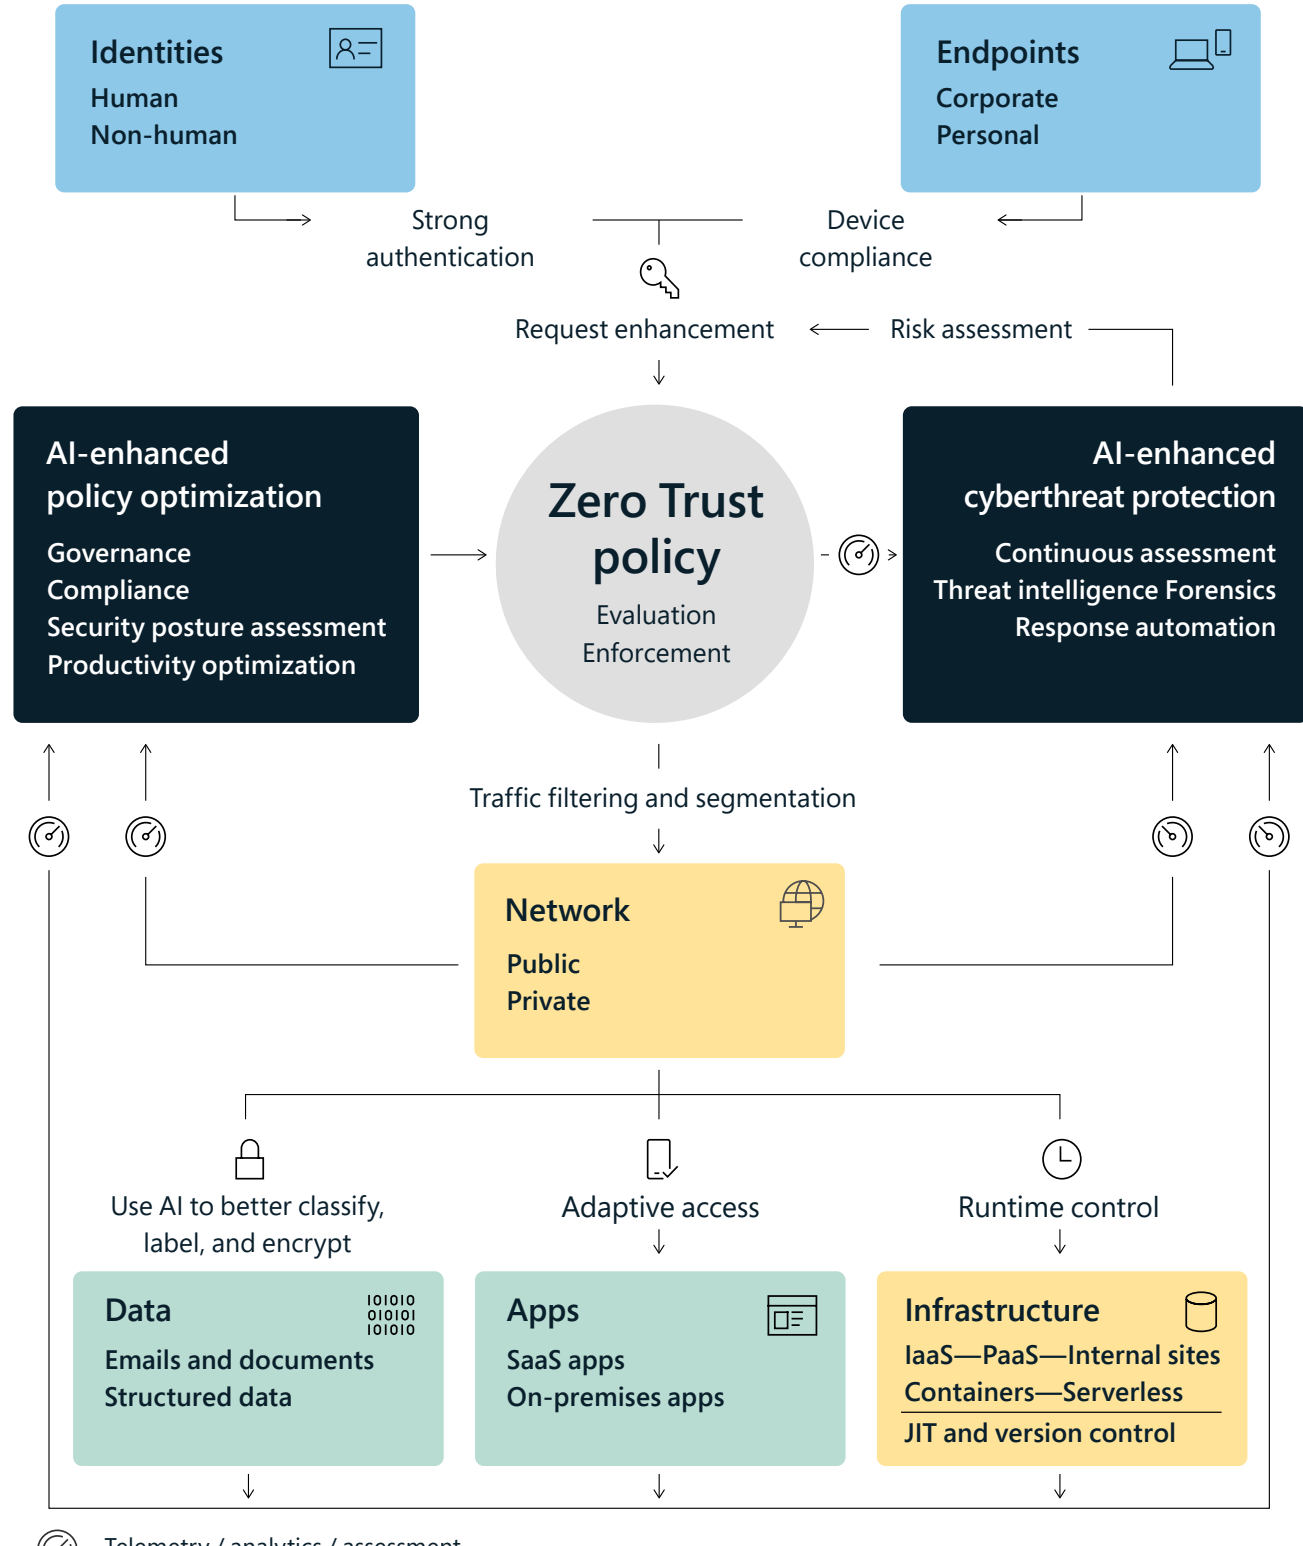 Identities
Human
Non-human
Endpoints
Corporate
Personal
Strong
authentication
Device
compliance
Request enhancement
Risk assessment
AI-enhanced
policy optimization
Governance
Compliance
Security posture assessment
Productivity optimization
Zero Trust
policy
Evaluation
Enforcement
AI-enhanced
cyberthreat protection
Continuous assessment
Threat intelligence Forensics
Response automation
Traffic filtering and segmentation
Network
Public
Private
Use AI to better classify,
label, and encrypt
Adaptive access
Runtime control
Data
101010
010101
101010
Emails and documents
Structured data
Apps
SaaS apps
On-premises apps
Infrastructure
IaaS—PaaS—Internal sites
Containers—Serverless
JIT and version control
Telemetry / analytics / assessment